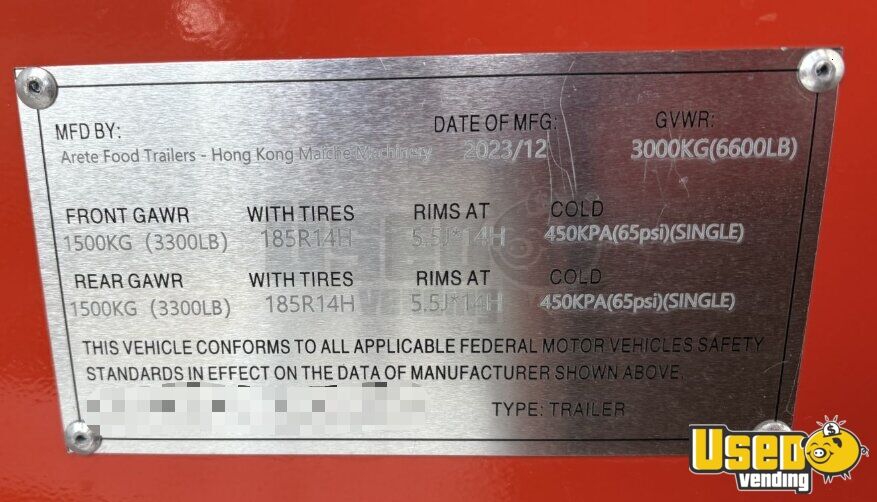 MFD BY: DATE OF MFG: GVWR:
Arete Food Trailers - Hong Kong Maiche Machinery 2023/12 3000KG(6600LB)
FRONT GAWR WITH TIRES RIMS AT COLD
1500KG (3300LB) 185R14H 5.5J*14H 450KPA(65psi)(SINGLE)
REAR GAWR WITH TIRES RIMS AT COLD
1500KG (3300LB) 185R14H 5.5J*14H 450KPA(65psi)(SINGLE)
THIS VEHICLE CONFORMS TO ALL APPLICABLE FEDERAL MOTOR VEHICLES SAFETY
STANDARDS IN EFFECT ON THE DATA OF MANUFACTURER SHOWN ABOVE.
TYPE: TRAILER
USED
vending